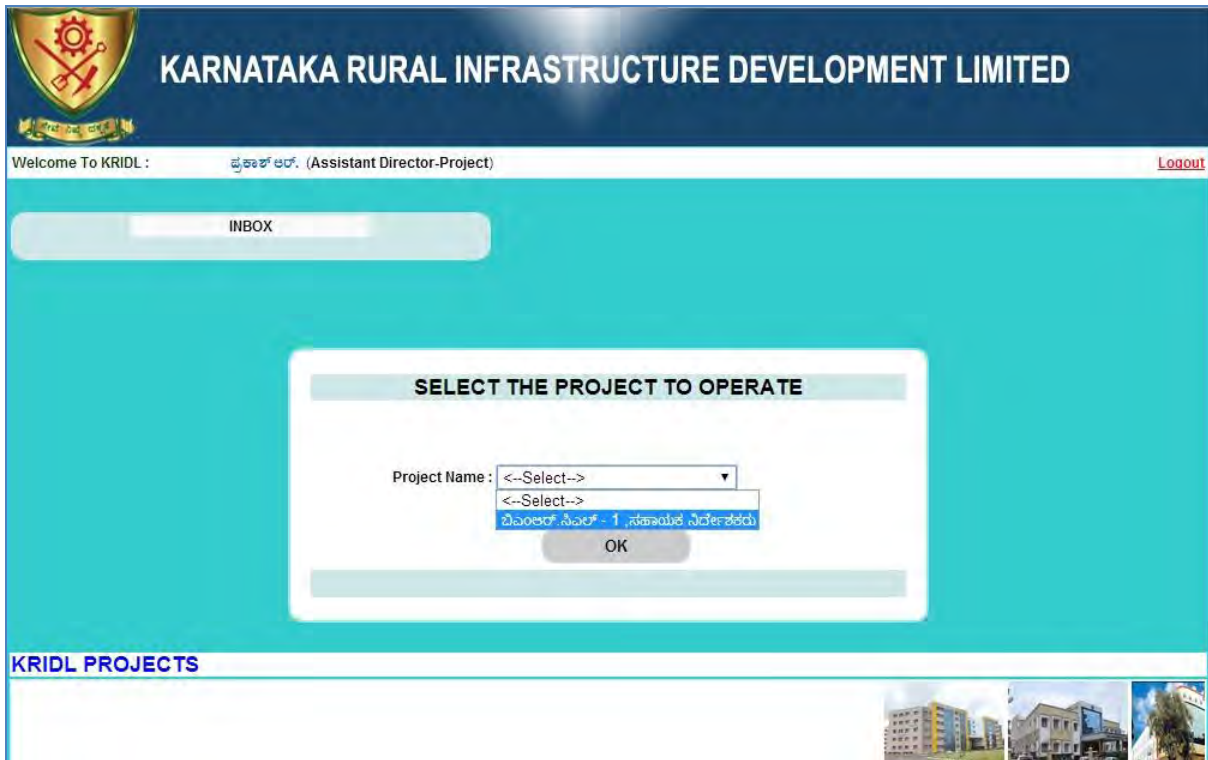 KARNATAKA RURAL INFRASTRUCTURE DEVELOPMENT LIMITED
Welcome To KRIDL : ಪ್ರಕಾಶ್ ಆರ್. (Assistant Director-Project) Logout
INBOX
SELECT THE PROJECT TO OPERATE
Project Name : <--Select-->
<--Select-->
ಬಿಎಂಆರ್.ಸಿಎಲ್ - 1 ,ಸಹಾಯಕ ನಿರ್ದೇಶಕರು
OK
KRIDL PROJECTS